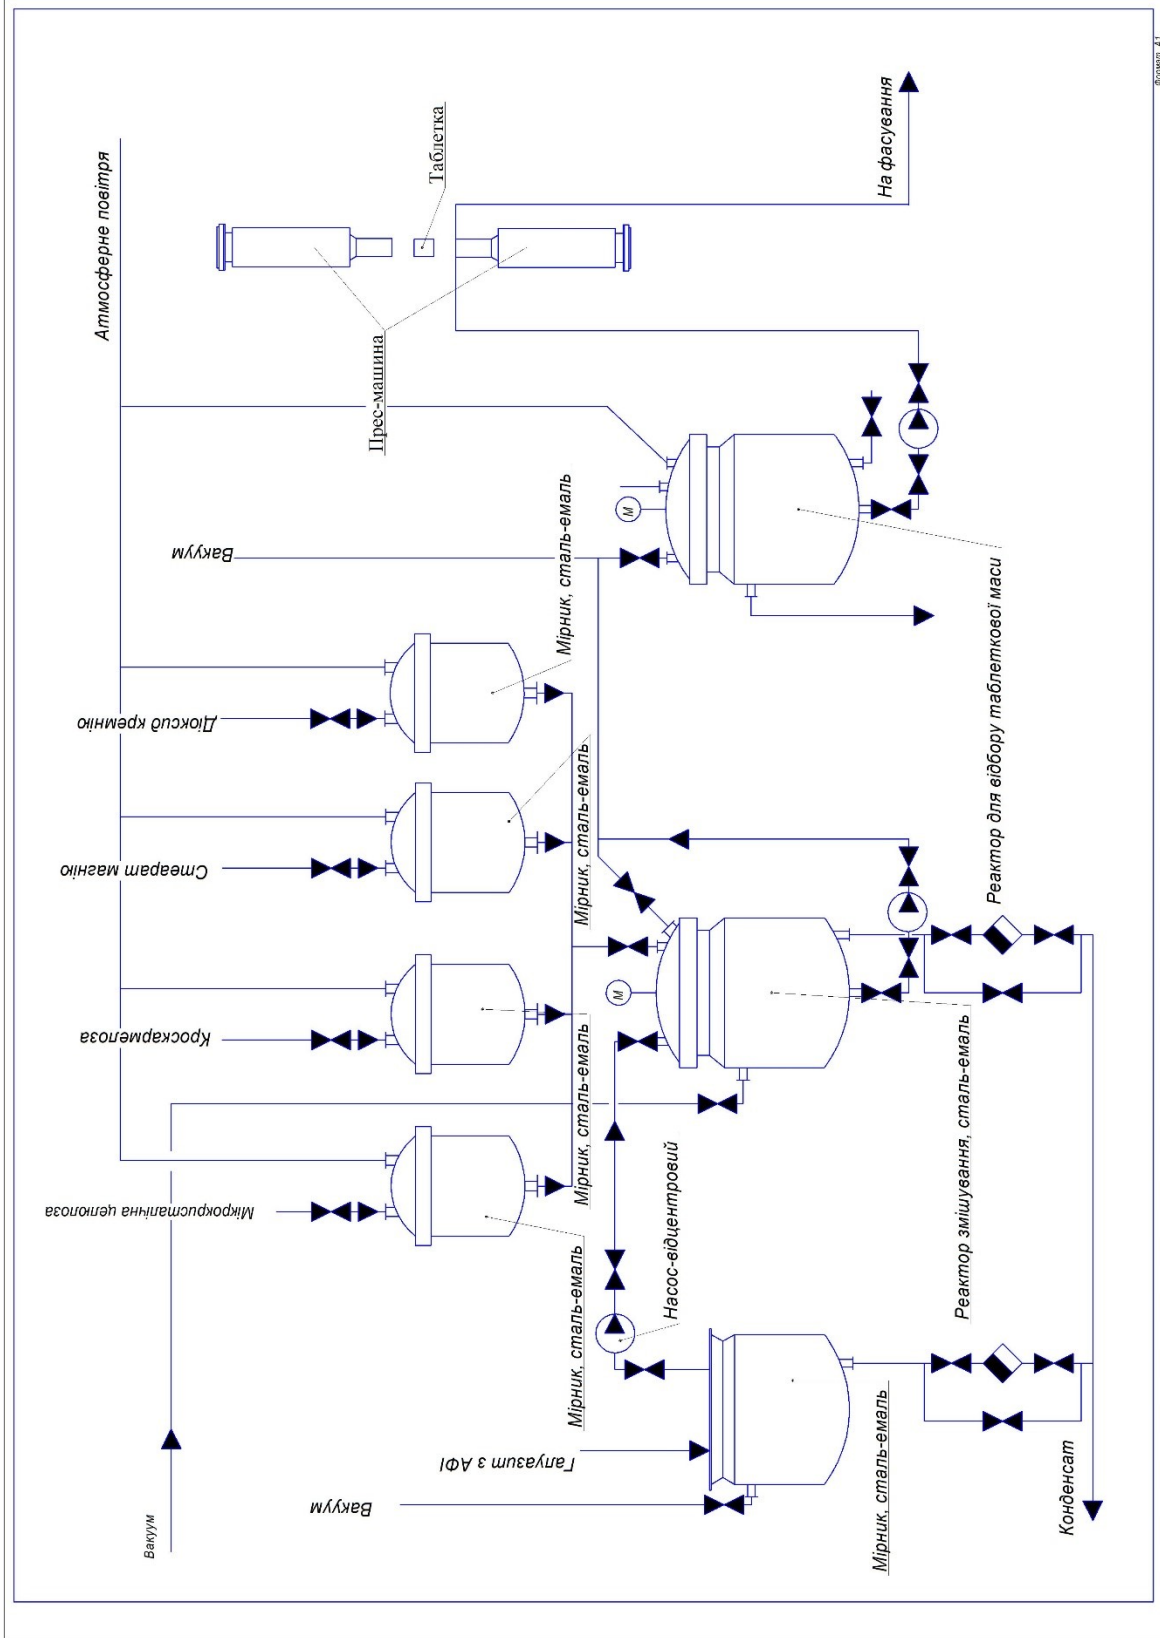 Формат А1
Атмосферне повітря
Таблетка
На фасування
Прес-машина
Вакуум
Діоксид кремнію
Мірник, сталь-емаль
М
Стеарат магнію
Мірник, сталь-емаль
Реактор для відбору таблеткової маси
Кроскармелоза
Мірник, сталь-емаль
М
Мікрокристалічна целюлоза
Мірник, сталь-емаль
Насос-відцентровий
Реактор змішування, сталь-емаль
Вакуум
Галуазит з АФІ
Вакуум
Мірник, сталь-емаль
Конденсат